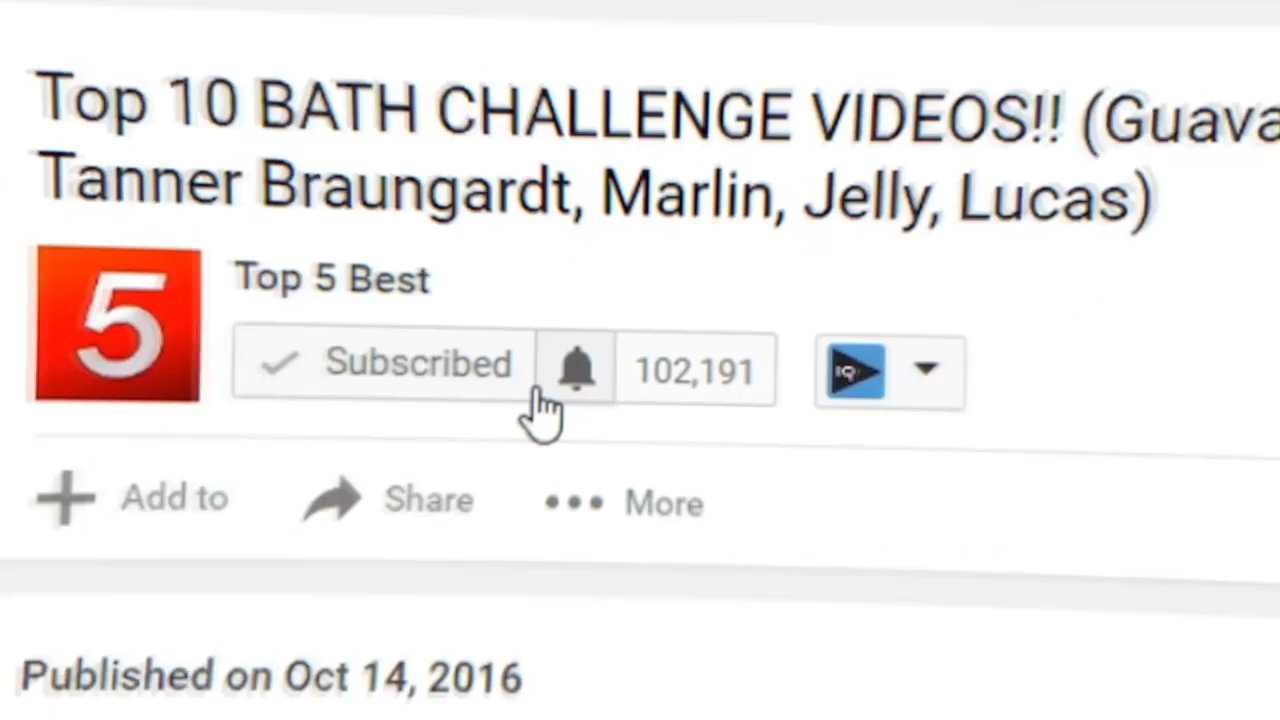 Top 10 BATH CHALLENGE VIDEOS!! (Guava
Tanner Braungardt, Marlin, Jelly, Lucas)
5
Top 5 Best
Subscribed 102,191 IQ
Add to Share More
Published on Oct 14, 2016